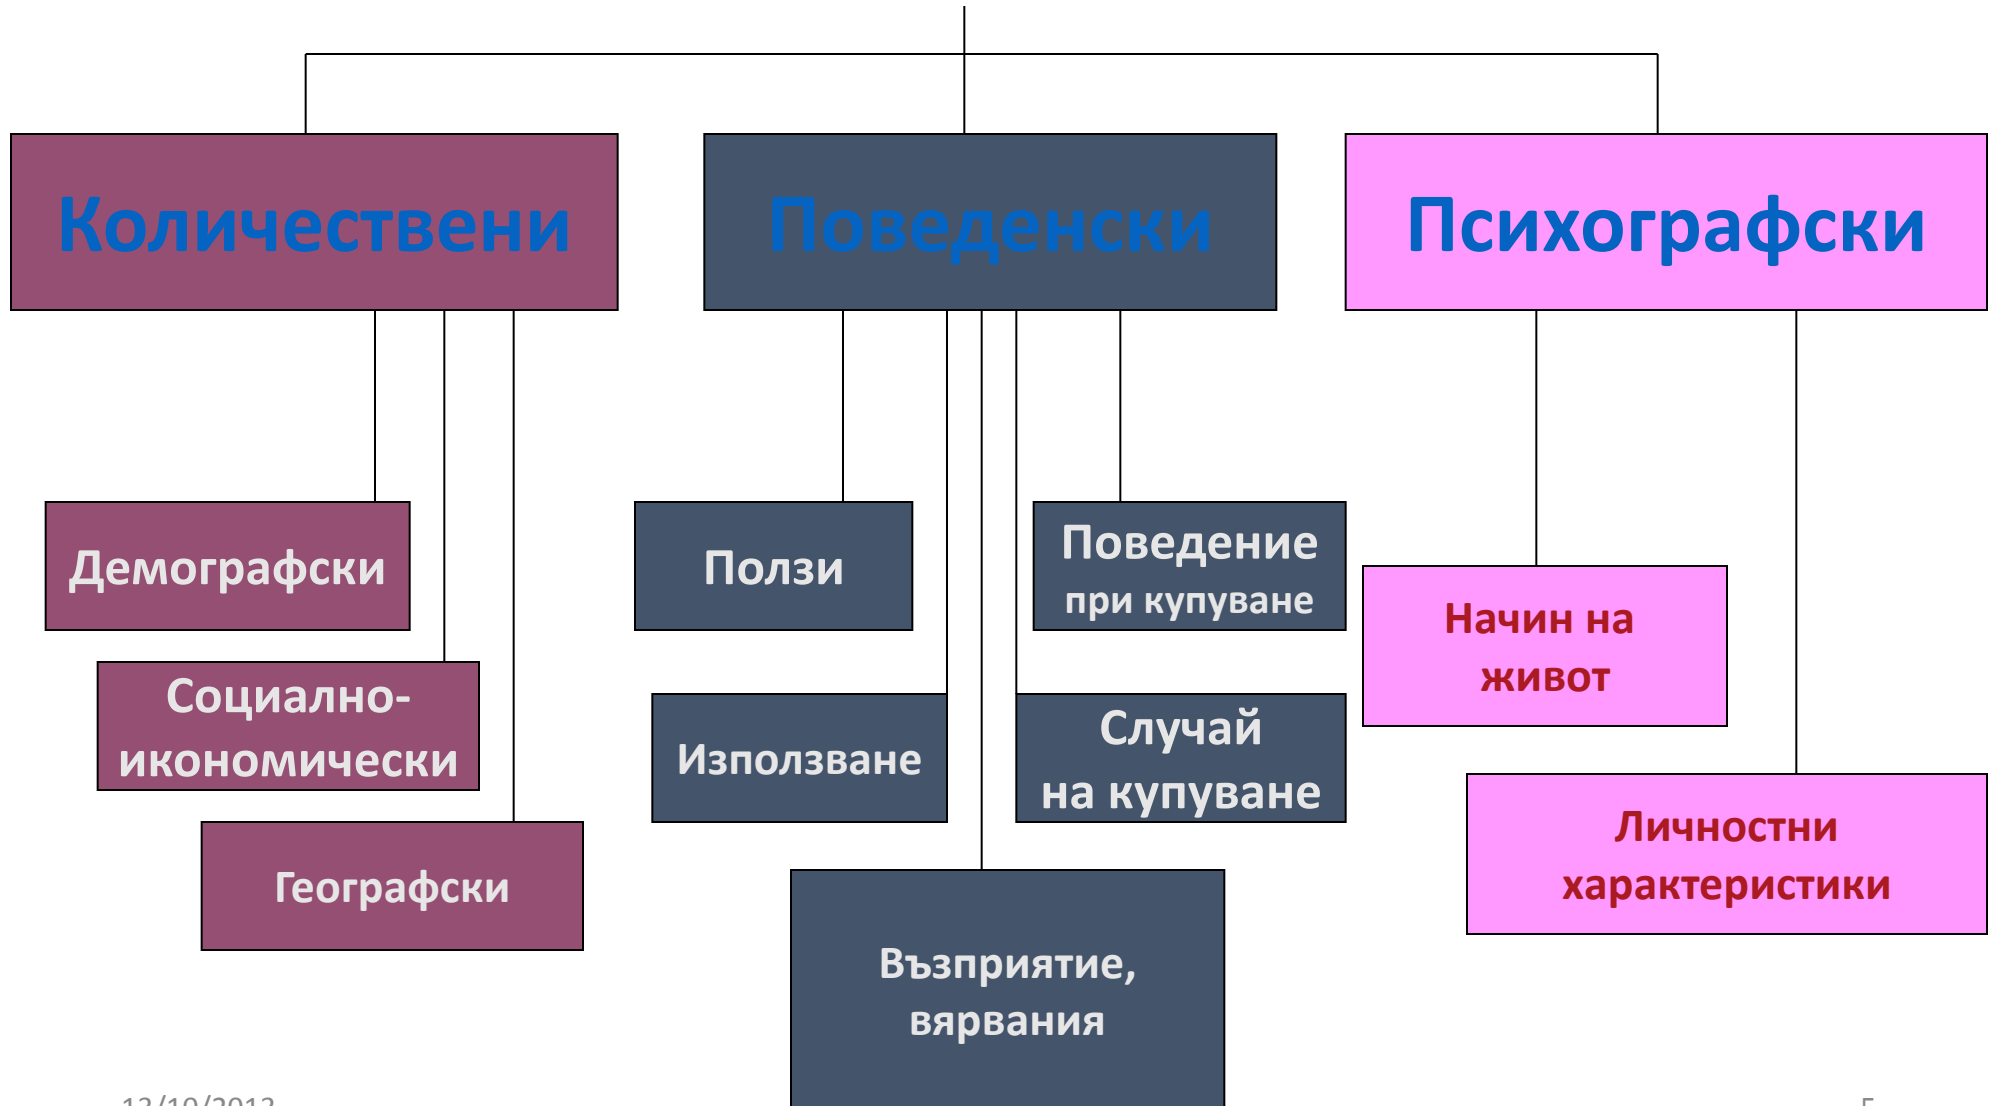 Количествени
Поведенски
Психографски
Демографски
Социално-
икономически
Географски
Ползи
Поведение
при купуване
Използване
Случай
на купуване
Възприятие,
вярвания
Начин на
живот
Личностни
характеристики